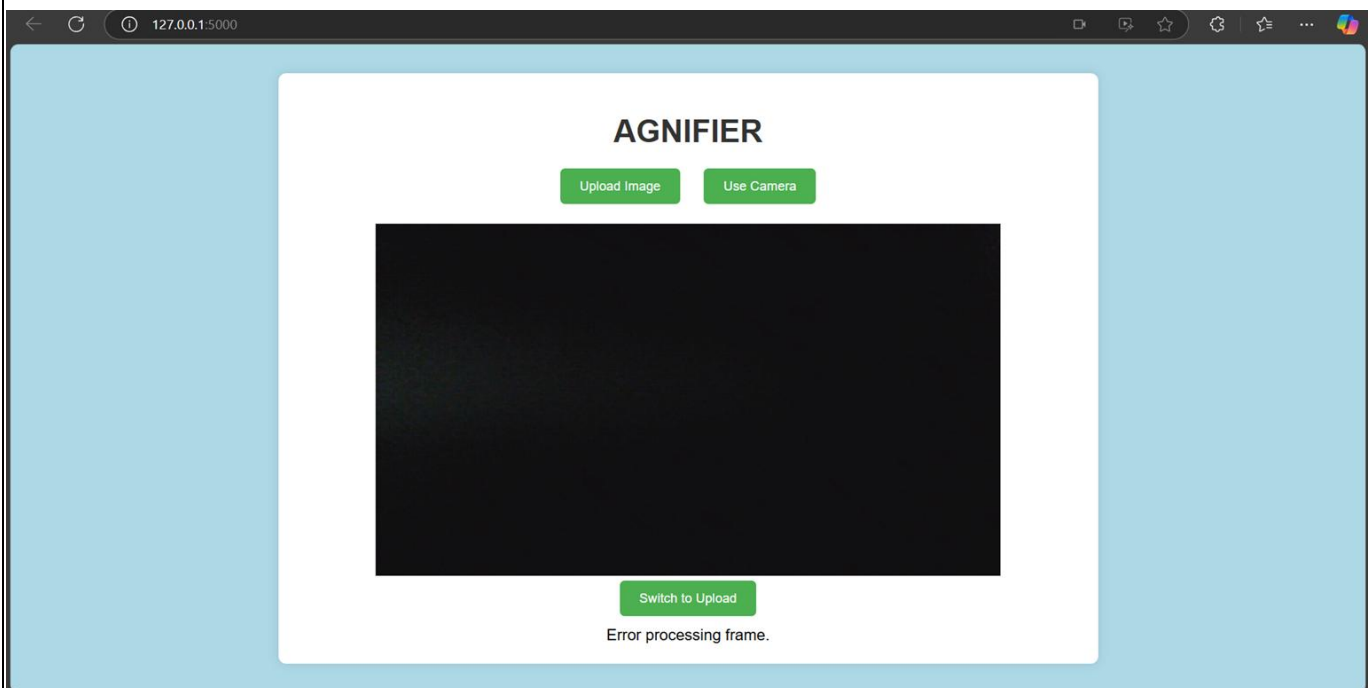 127.0.0.1:5000
AGNIFIER
Upload Image Use Camera
Switch to Upload
Error processing frame.